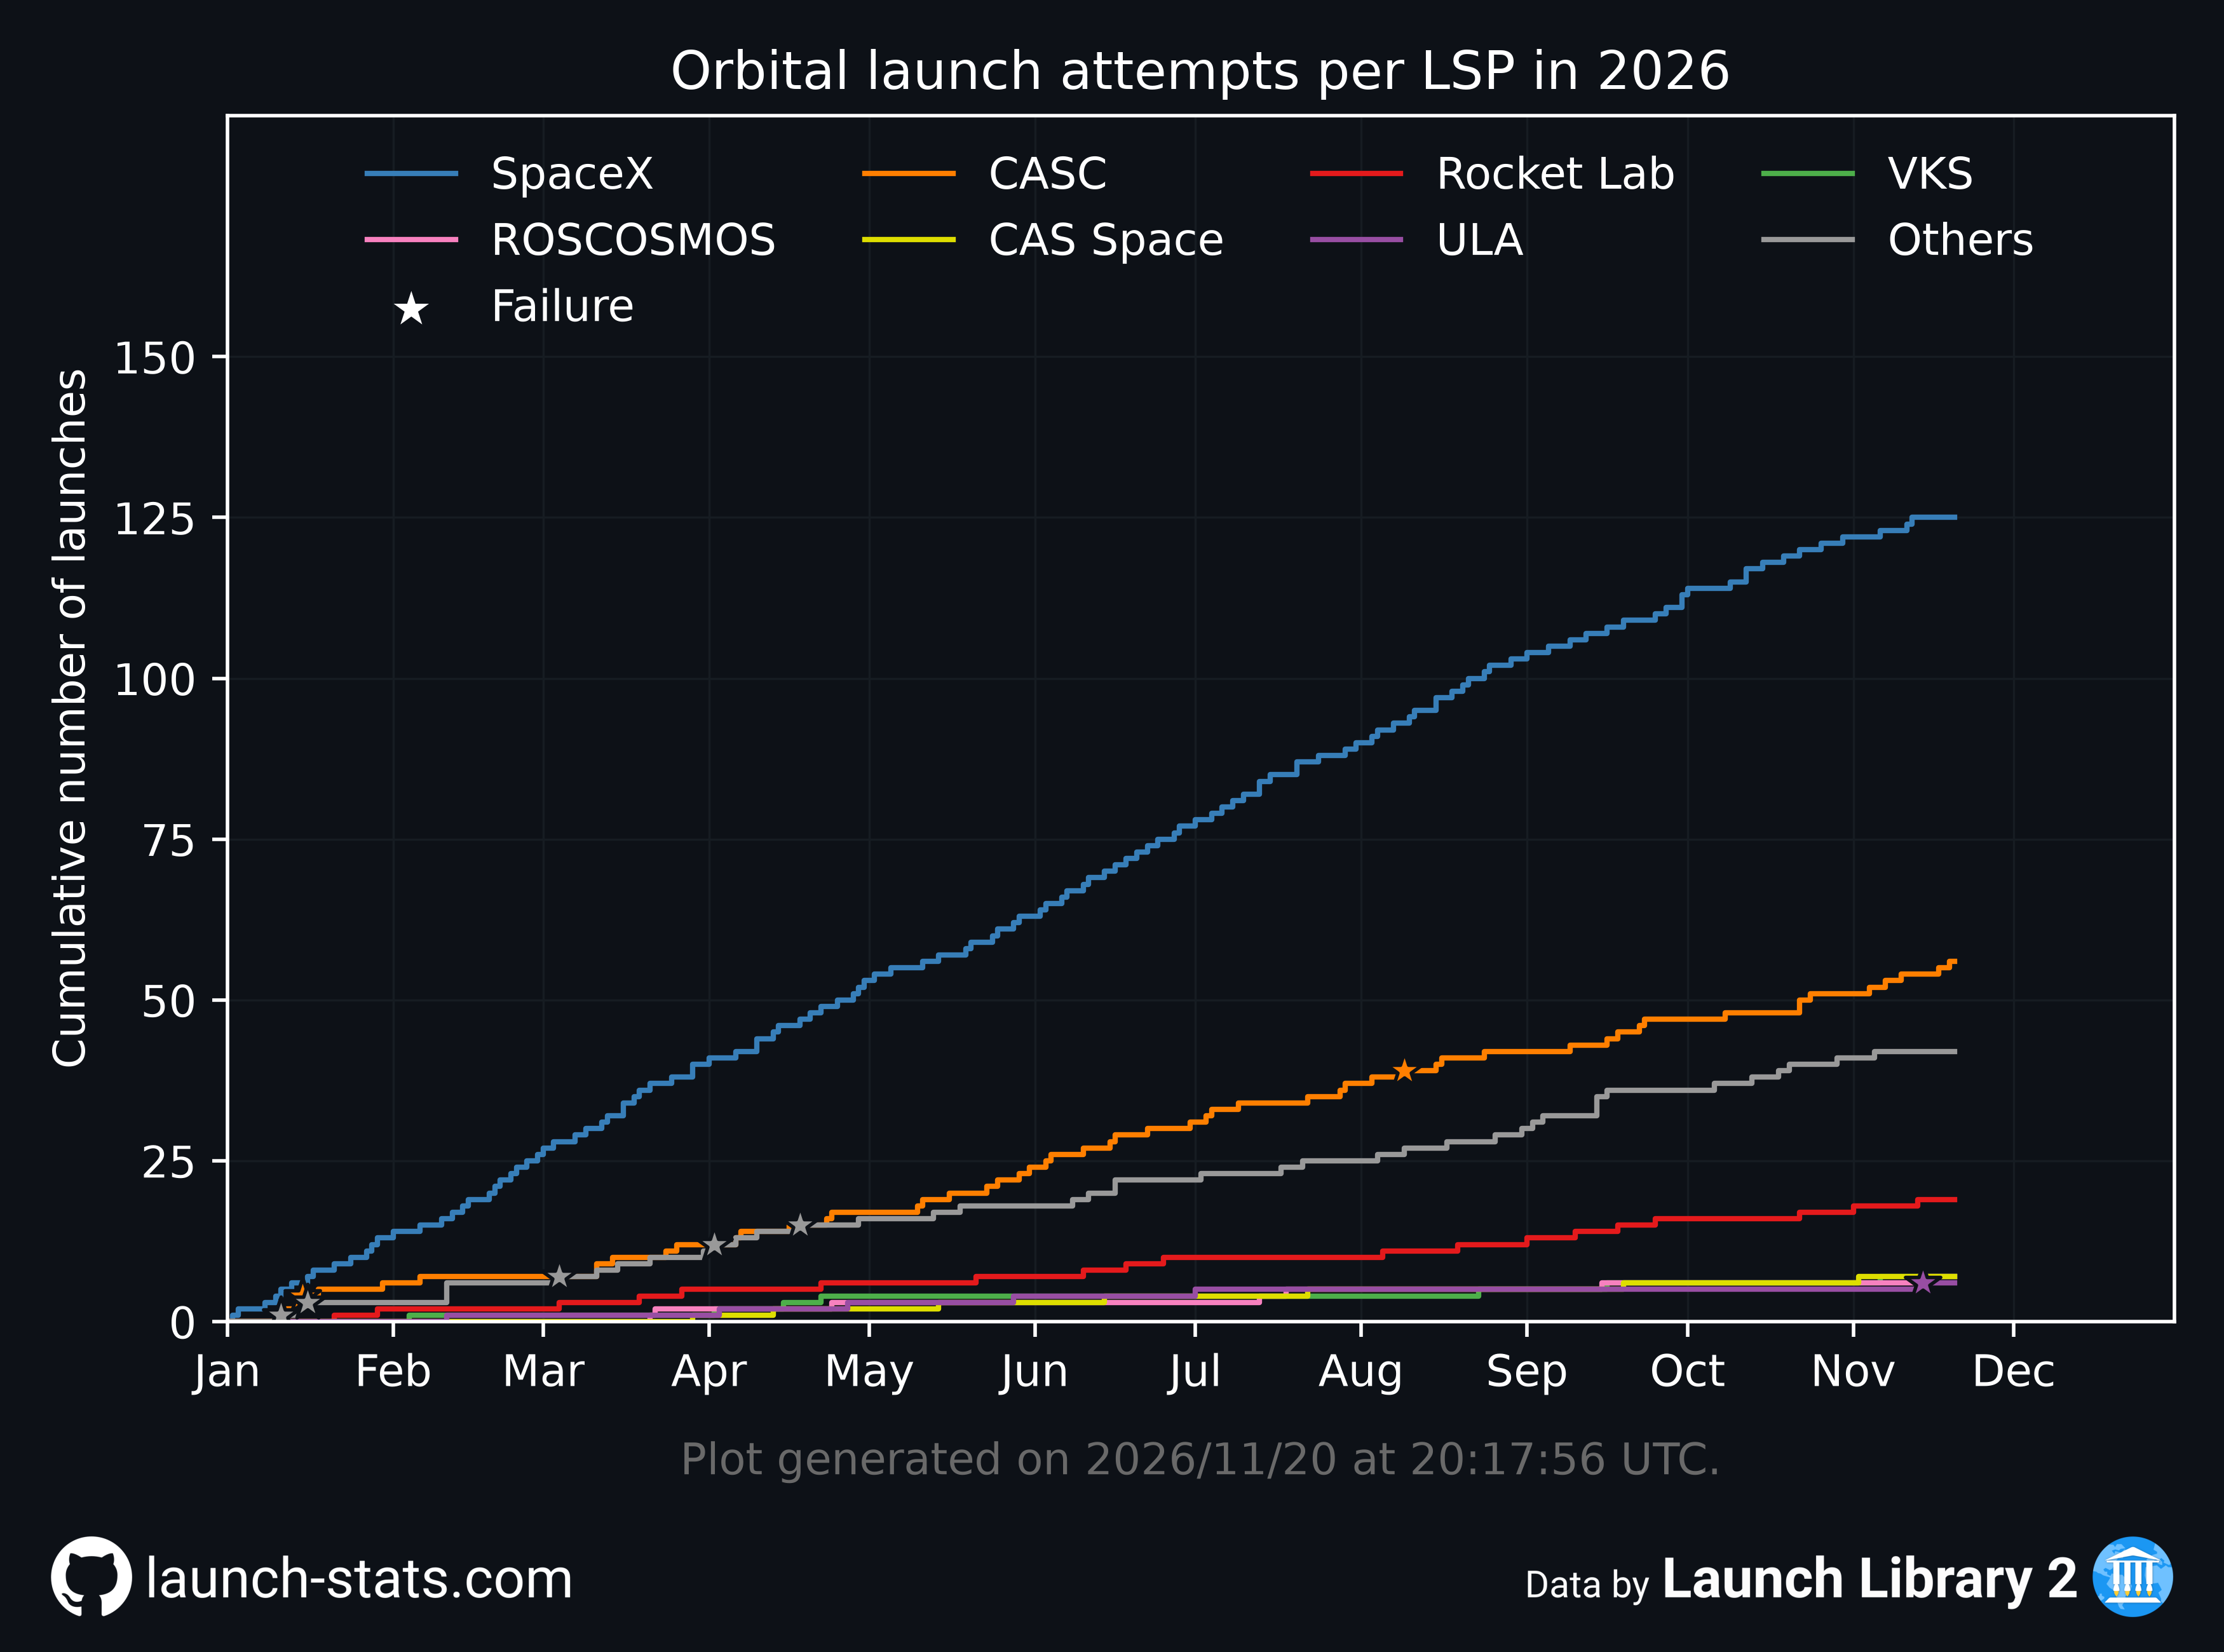 Orbital launch attempts per LSP in 2026
SpaceX CASC Rocket Lab VKS
ROSCOSMOS CAS Space ULA Others
Failure
Cumulative number of launches
150
125
100
75
50
25
0
Jan Feb Mar Apr May Jun Jul Aug Sep Oct Nov Dec
Plot generated on 2026/11/20 at 20:17:56 UTC.
launch-stats.com
Data by Launch Library 2